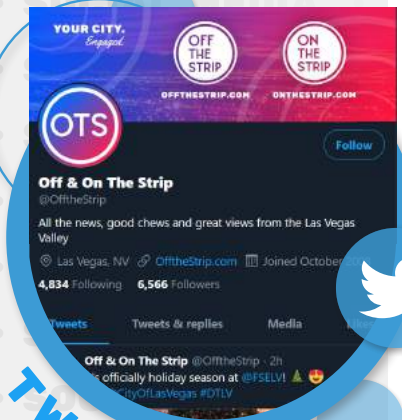 YOUR CITY.
Engaged.
OFF
THE
STRIP
ON
THE
STRIP
OFFTHESTRIP.COM
ONTHESTRIP.COM
OTS
Follow
Off & On The Strip
@OfftheStrip
All the news, good chews and great views from the Las Vegas
Valley
Las Vegas, NV OfftheStrip.com Joined October
4,834 Following 6,566 Followers
Tweets Tweets & replies Media
Off & On The Strip @OfftheStrip · 2h
officially holiday season at @FSELV! 🎄 😍
#DTLV